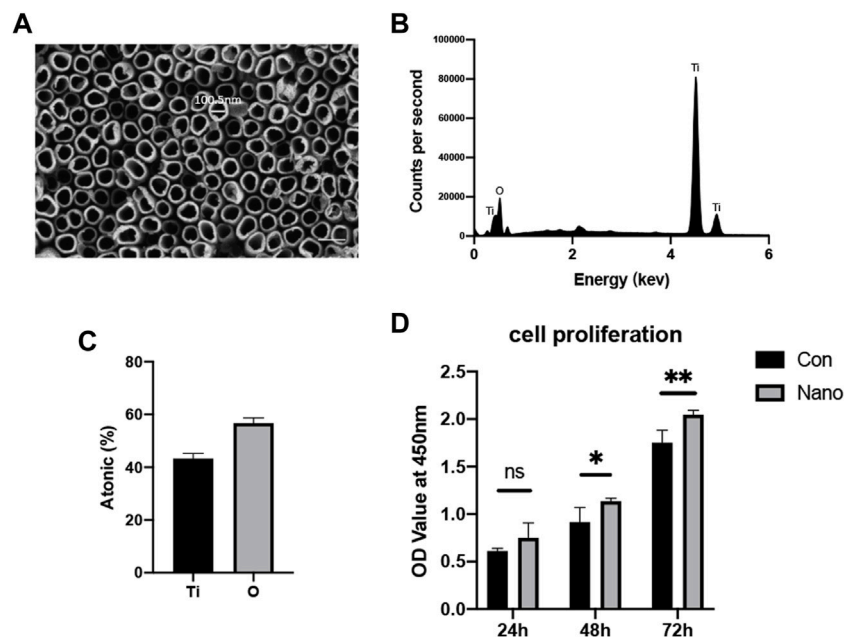 A
100.5nm
B
100000
80000
60000
40000
20000
0
Counts per second
Ti
O
Ti
Ti
0 2 4 6
Energy (kev)
C
80
60
40
20
0
Atonic (%)
Ti O
D
cell proliferation
Con
Nano
2.5
2.0
1.5
1.0
0.5
0.0
OD Value at 450nm
ns
*
**
24h 48h 72h